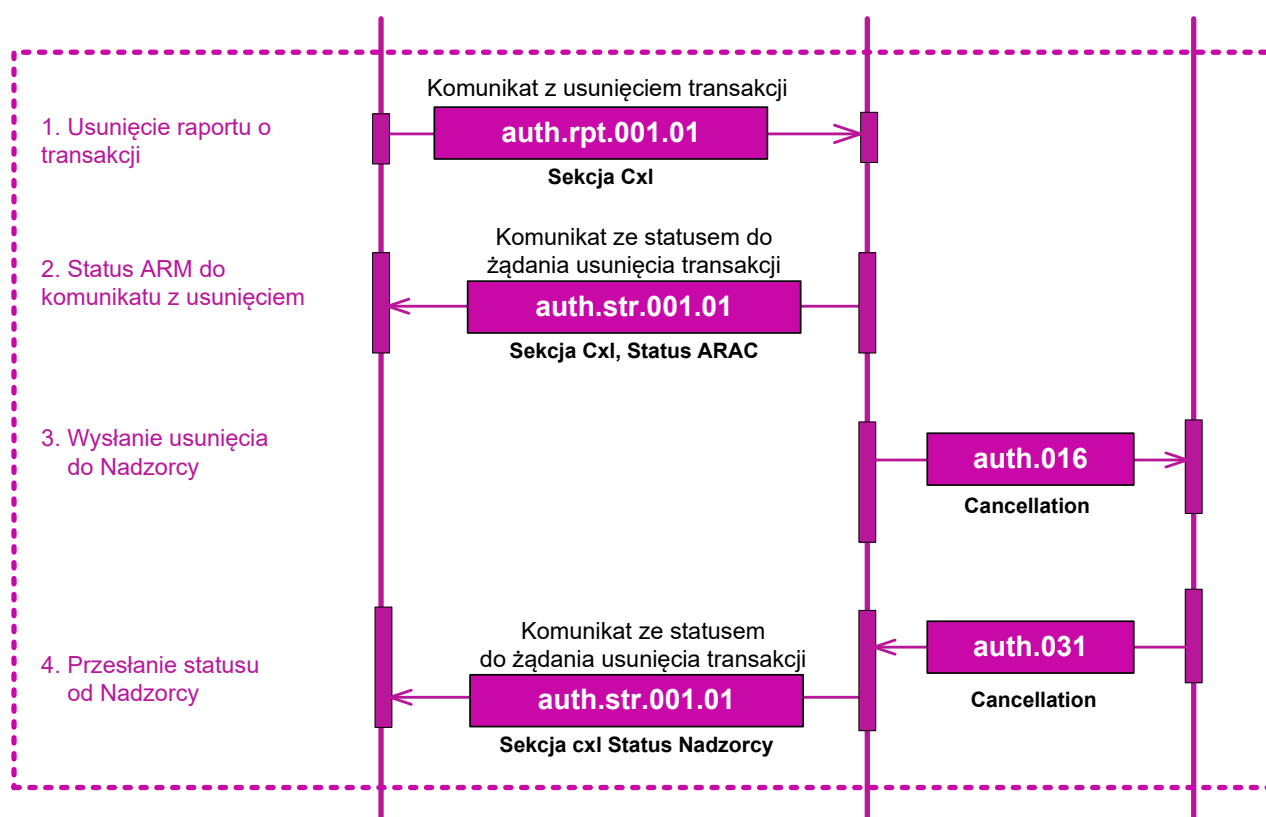 Komunikat z usunięciem transakcji
1. Usunięcie raportu o
transakcji
auth.rpt.001.01
Sekcja Cxl
Komunikat ze statusem do
żądania usunięcia transakcji
2. Status ARM do
komunikatu z usunięciem
auth.str.001.01
Sekcja Cxl, Status ARAC
3. Wysłanie usunięcia
do Nadzorcy
auth.016
Cancellation
Komunikat ze statusem
do żądania usunięcia transakcji
4. Przesłanie statusu
od Nadzorcy
auth.str.001.01
Sekcja cxl Status Nadzorcy
auth.031
Cancellation